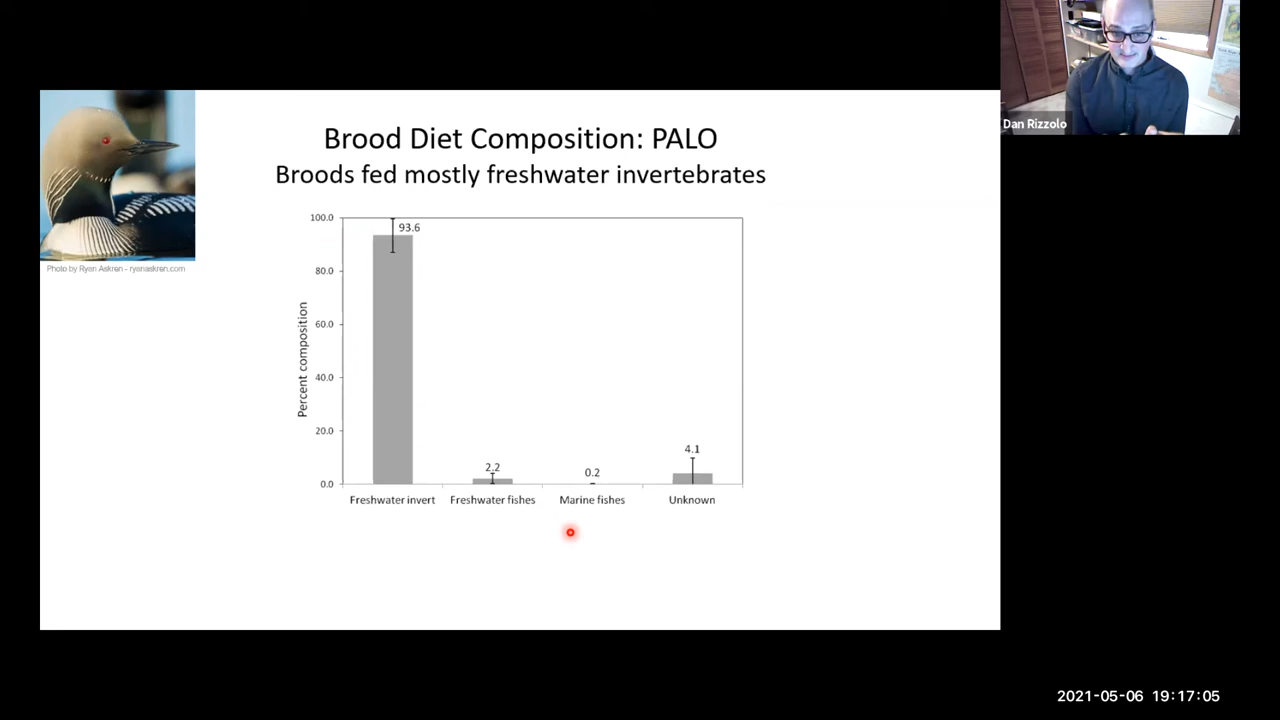 Dan Rizzolo
Brood Diet Composition: PALO
Broods fed mostly freshwater invertebrates
Photo by Ryan Askren - ryanaskren.com
Percent composition
100.0
80.0
60.0
40.0
20.0
0.0
93.6
2.2
0.2
4.1
Freshwater invert Freshwater fishes Marine fishes Unknown
2021-05-06 19:17:05